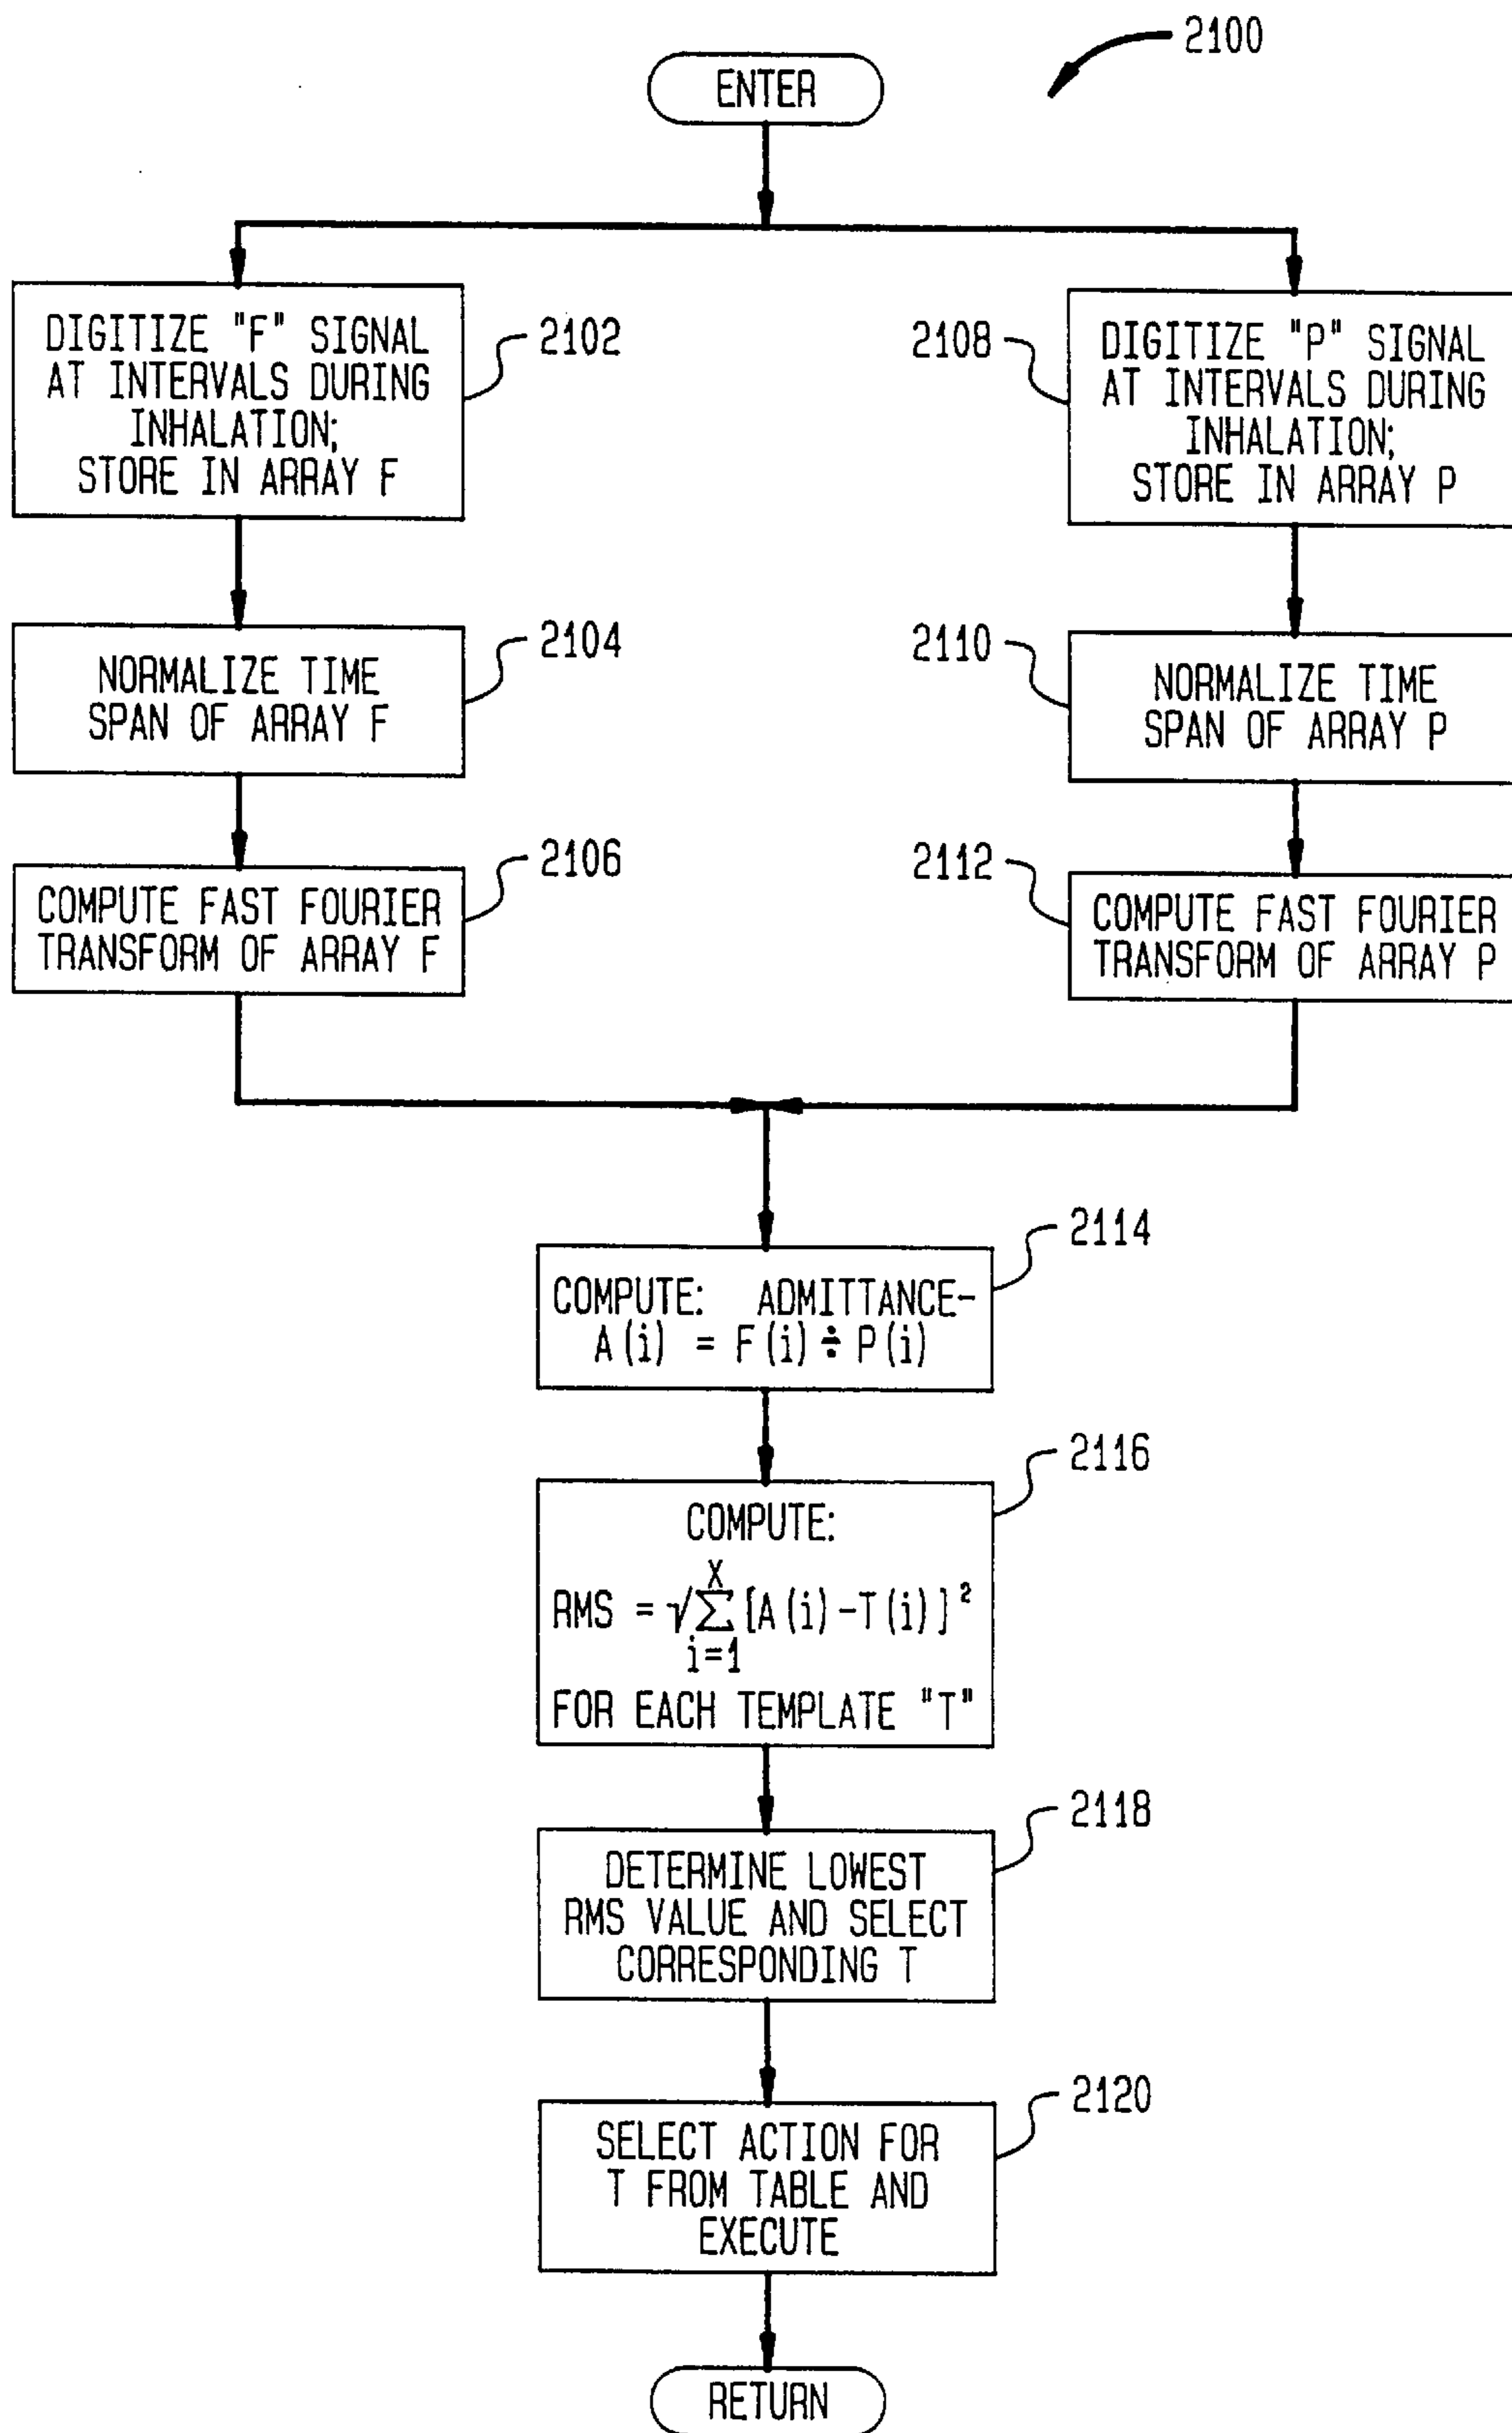 2100
ENTER
DIGITIZE "F" SIGNAL
AT INTERVALS DURING
INHALATION;
STORE IN ARRAY F
2102
2108
DIGITIZE "P" SIGNAL
AT INTERVALS DURING
INHALATION;
STORE IN ARRAY P
NORMALIZE TIME
SPAN OF ARRAY F
2104
2110
NORMALIZE TIME
SPAN OF ARRAY P
COMPUTE FAST FOURIER
TRANSFORM OF ARRAY F
2106
2112
COMPUTE FAST FOURIER
TRANSFORM OF ARRAY P
2114
COMPUTE: ADMITTANCE-
A(i) = F(i) ÷ P(i)
2116
COMPUTE:
X
RMS = √∑ [A(i)-T(i)]²
i=1
FOR EACH TEMPLATE "T"
2118
DETERMINE LOWEST
RMS VALUE AND SELECT
CORRESPONDING T
2120
SELECT ACTION FOR
T FROM TABLE AND
EXECUTE
RETURN